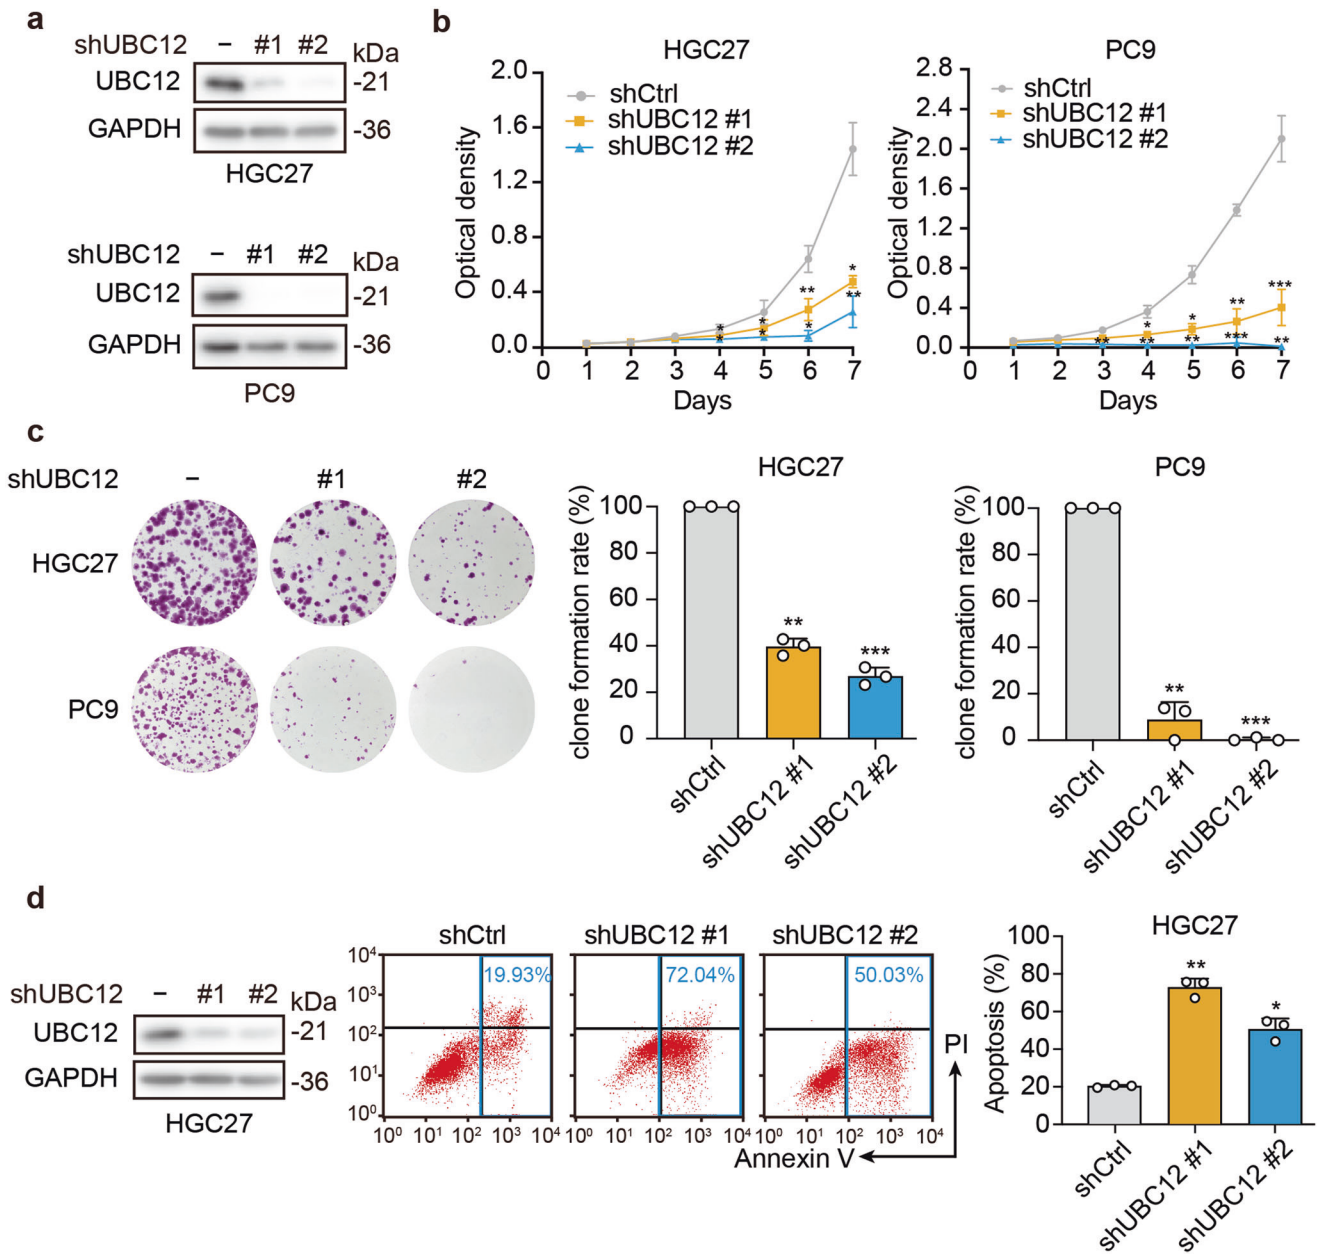 a
shUBC12 – #1 #2 kDa
UBC12 -21
GAPDH -36
HGC27
shUBC12 – #1 #2 kDa
UBC12 -21
GAPDH -36
PC9
b
HGC27
shCtrl
shUBC12 #1
shUBC12 #2
Optical density
2.0
1.6
1.2
0.8
0.4
0.0
0 1 2 3 4 5 6 7
Days
* * * * ** * * **
PC9
shCtrl
shUBC12 #1
shUBC12 #2
Optical density
2.8
2.4
2.0
1.6
1.2
0.8
0.4
0.0
0 1 2 3 4 5 6 7
Days
** * ** * ** ** *** *** **
c
shUBC12 – #1 #2
HGC27
PC9
HGC27
clone formation rate (%)
100
80
60
40
20
0
** ***
shCtrl
shUBC12 #1
shUBC12 #2
PC9
clone formation rate (%)
100
80
60
40
20
0
** ***
shCtrl
shUBC12 #1
shUBC12 #2
d
shUBC12 – #1 #2 kDa
UBC12 -21
GAPDH -36
HGC27
shCtrl shUBC12 #1 shUBC12 #2
19.93% 72.04% 50.03%
10⁴
10³
10²
10¹
10⁰
10⁰ 10¹ 10² 10³ 10⁴ 10⁰ 10¹ 10² 10³ 10⁴ 10⁰ 10¹ 10² 10³ 10⁴
PI
Annexin V
HGC27
Apoptosis (%)
100
80
60
40
20
0
** *
shCtrl
shUBC12 #1
shUBC12 #2